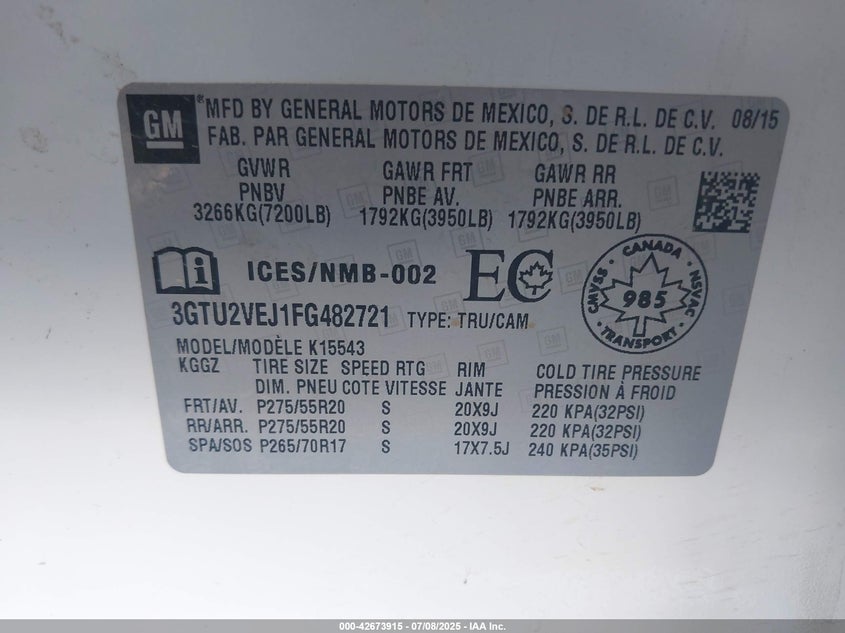 GM
®MFD BY GENERAL MOTORS DE MEXICO, S. DE R.L. DE C.V. 08/15
FAB. PAR GENERAL MOTORS DE MEXICO, S. DE R.L. DE C.V.
GVWR GAWR FRT GAWR RR
PNBV PNBE AV. PNBE ARR.
3266KG(7200LB) 1792KG(3950LB) 1792KG(3950LB)
i ICES/NMB-002 EC
CANADA
CMVSS 985 NSVAC
TRANSPORT
3GTU2VEJ1FG482721 TYPE: TRU/CAM
MODEL/MODÈLE K15543
KGGZ TIRE SIZE SPEED RTG RIM COLD TIRE PRESSURE
DIM. PNEU COTE VITESSE JANTE PRESSION À FROID
FRT/AV. P275/55R20 S 20X9J 220 KPA(32PSI)
RR/ARR. P275/55R20 S 20X9J 220 KPA(32PSI)
SPA/SOS P265/70R17 S 17X7.5J 240 KPA(35PSI)
000-42673915 - 07/08/2025 - IAA Inc.